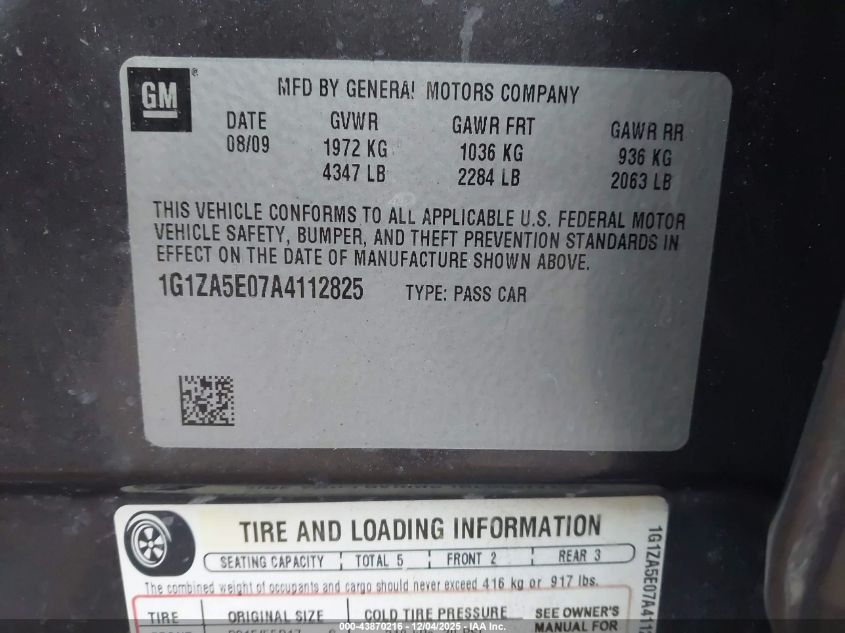 GM ®
MFD BY GENERAL MOTORS COMPANY
DATE GVWR GAWR FRT GAWR RR
08/09 1972 KG 1036 KG 936 KG
4347 LB 2284 LB 2063 LB
THIS VEHICLE CONFORMS TO ALL APPLICABLE U.S. FEDERAL MOTOR
VEHICLE SAFETY, BUMPER, AND THEFT PREVENTION STANDARDS IN
EFFECT ON THE DATE OF MANUFACTURE SHOWN ABOVE.
1G1ZA5E07A4112825 TYPE: PASS CAR
TIRE AND LOADING INFORMATION
SEATING CAPACITY TOTAL 5 FRONT 2 REAR 3
The combined weight of occupants and cargo should never exceed 416 kg or 917 lbs.
TIRE ORIGINAL SIZE COLD TIRE PRESSURE SEE OWNER'S
MANUAL FOR
1G1ZA5E07A411
000-43870216 - 12/04/2025 - IAA Inc.